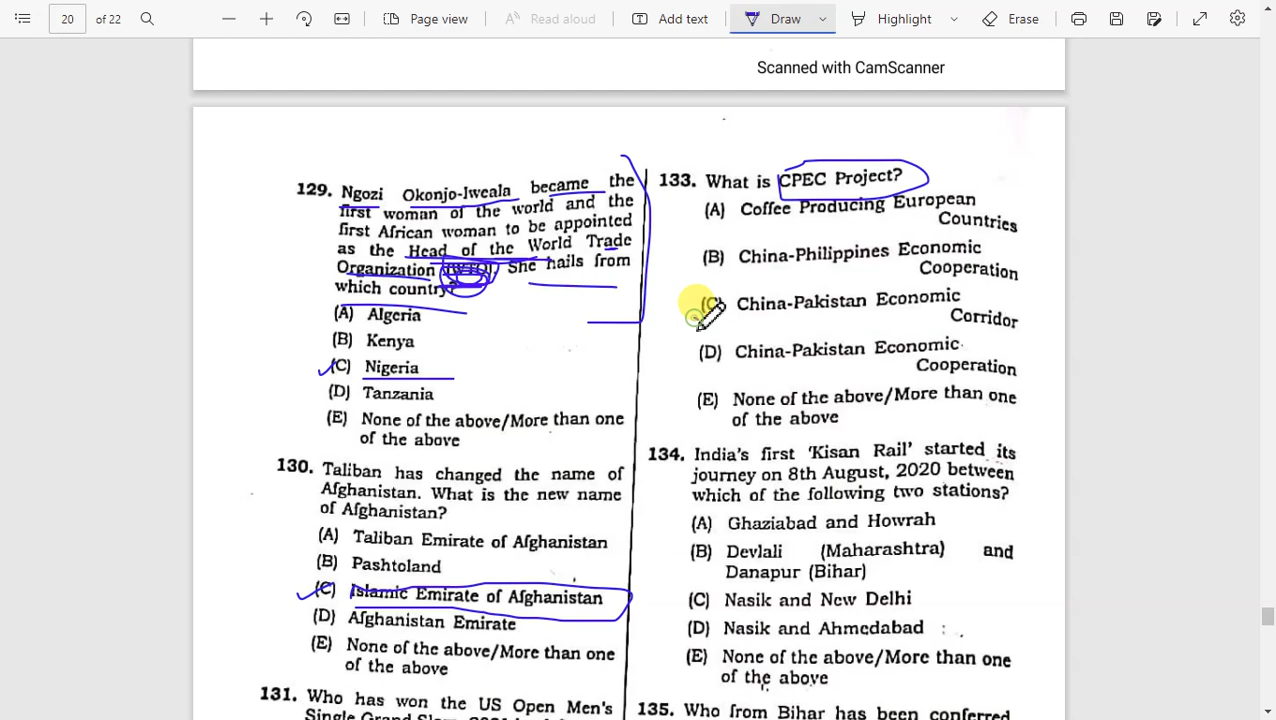 20
of 22
Page view
Read aloud
Add text
Draw
Highlight
Erase
Scanned with CamScanner
129. Ngozi Okonjo-Iweala became the
first woman of the world and the
first African woman to be appointed
as the Head of the World Trade
Organization (WTO). She hails from
which country?
(A) Algeria
(B) Kenya
(C) Nigeria
(D) Tanzania
(E) None of the above/More than one
of the above
130. Taliban has changed the name of
Afghanistan. What is the new name
of Afghanistan?
(A) Taliban Emirate of Afghanistan
(B) Pashtoland
(C) Islamic Emirate of Afghanistan
(D) Afghanistan Emirate
(E) None of the above/More than one
of the above
131. Who has won the US Open Men's
Single Grand Slam
133. What is CPEC Project?
(A) Coffee Producing European
Countries
(B) China-Philippines Economic
Cooperation
(C) China-Pakistan Economic
Corridor
(D) China-Pakistan Economic
Cooperation
(E) None of the above/More than one
of the above
134. India's first 'Kisan Rail' started its
journey on 8th August, 2020 between
which of the following two stations?
(A) Ghaziabad and Howrah
(B) Devlali (Maharashtra) and
Danapur (Bihar)
(C) Nasik and New Delhi
(D) Nasik and Ahmedabad
(E) None of the above/More than one
of the above
135. Who from Bihar has been conferred